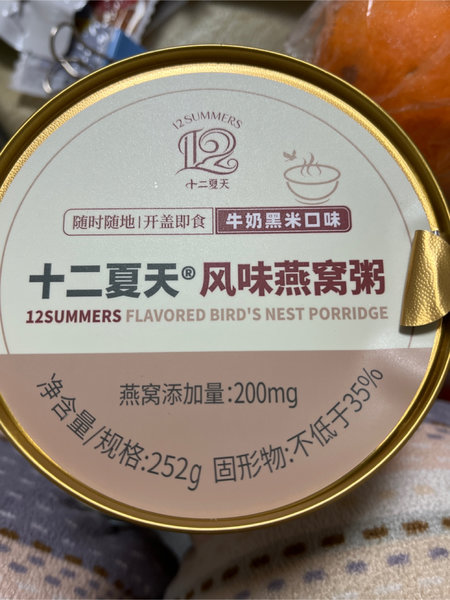 12SUMMERS
12
十二夏天
随时随地|开盖即食 牛奶黑米口味
十二夏天®风味燕窝粥
12SUMMERS FLAVORED BIRD'S NEST PORRIDGE
燕窝添加量:200mg
净含量/规格:252g 固形物:不低于35%